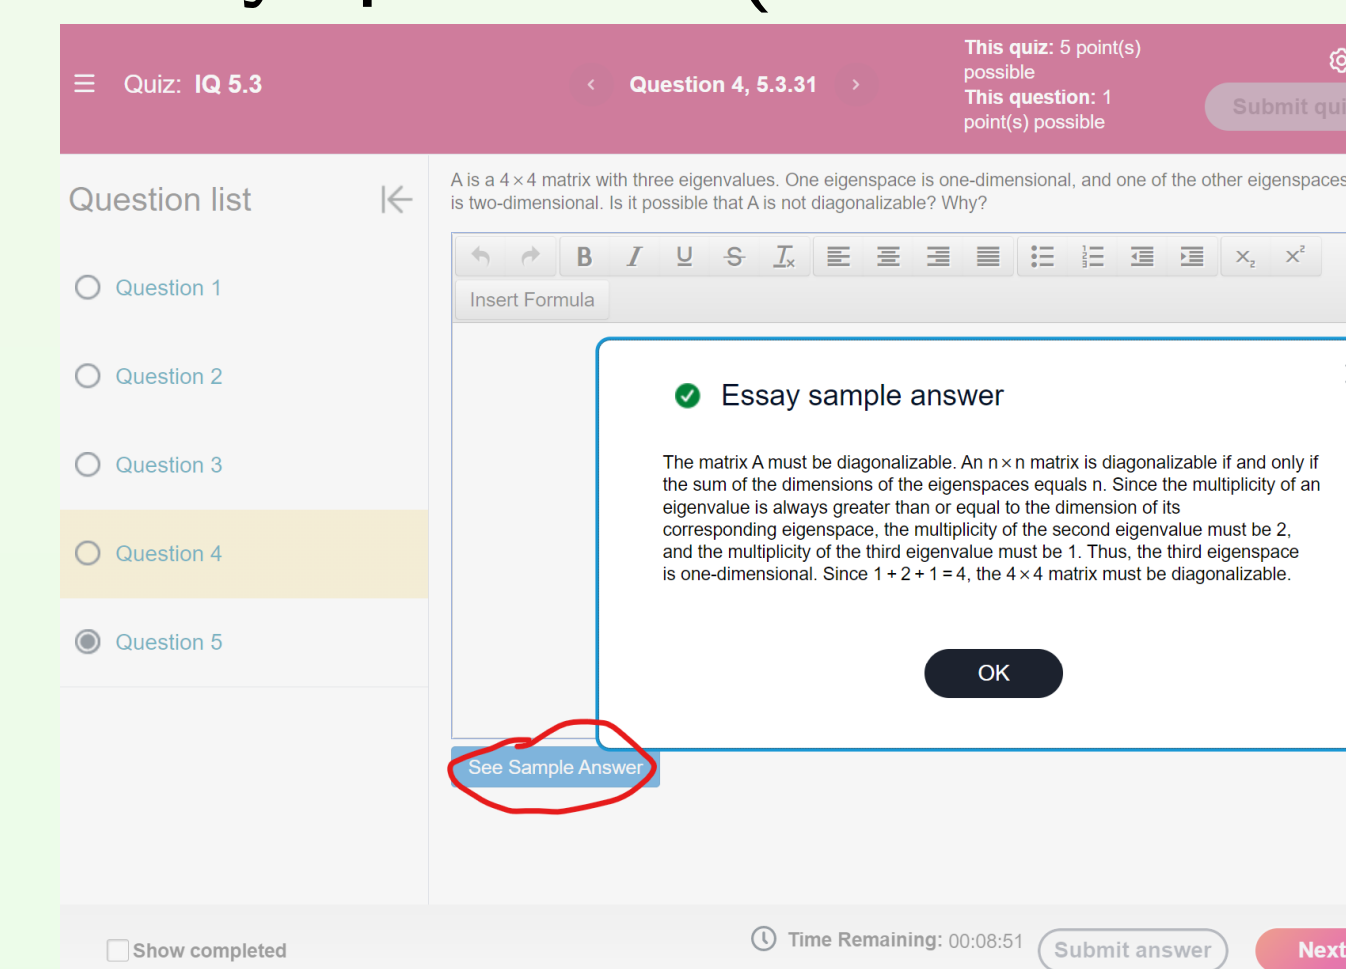 Quiz: IQ 5.3
Question 4, 5.3.31
This quiz: 5 point(s)
possible
This question: 1
point(s) possible
Submit qui
Question list
Question 1
Question 2
Question 3
Question 4
Question 5
A is a 4×4 matrix with three eigenvalues. One eigenspace is one-dimensional, and one of the other eigenspaces
is two-dimensional. Is it possible that A is not diagonalizable? Why?
Insert Formula
Essay sample answer
The matrix A must be diagonalizable. An n×n matrix is diagonalizable if and only if
the sum of the dimensions of the eigenspaces equals n. Since the multiplicity of an
eigenvalue is always greater than or equal to the dimension of its
corresponding eigenspace, the multiplicity of the second eigenvalue must be 2,
and the multiplicity of the third eigenvalue must be 1. Thus, the third eigenspace
is one-dimensional. Since 1 + 2 + 1 = 4, the 4×4 matrix must be diagonalizable.
OK
See Sample Answer
Show completed
Time Remaining: 00:08:51
Submit answer
Next